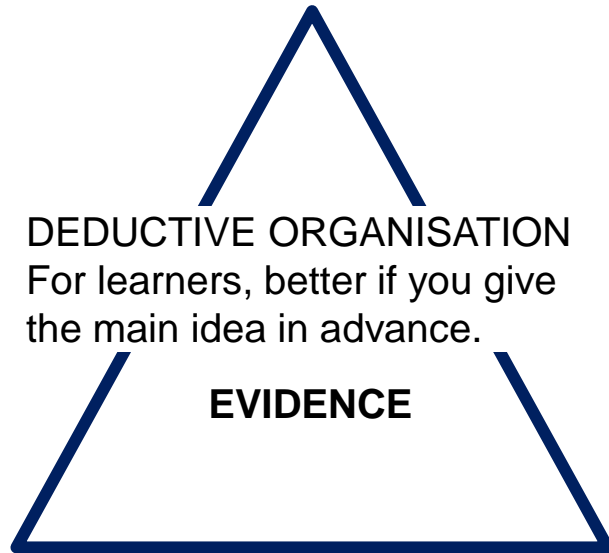 DEDUCTIVE ORGANISATION
For learners, better if you give
the main idea in advance.
EVIDENCE